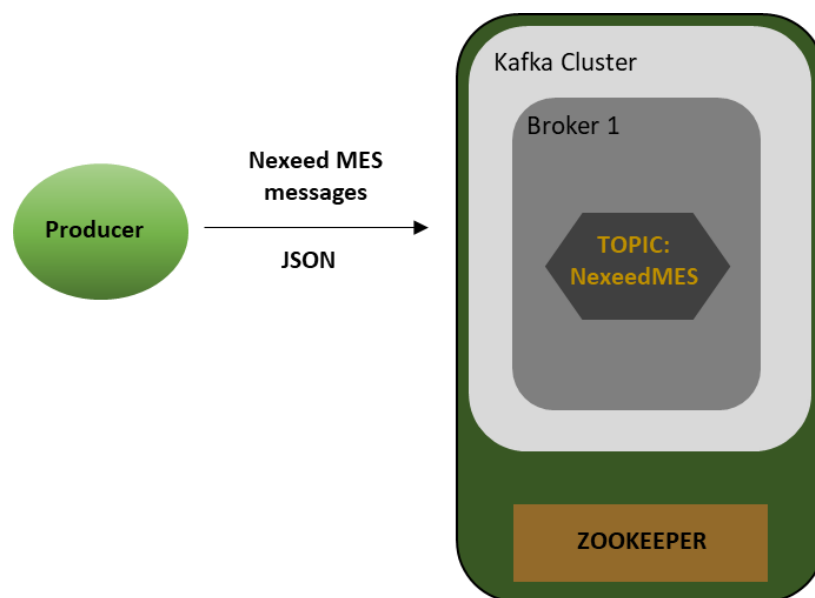 Kafka Cluster
Broker 1
Nexeed MES
messages
Producer
JSON
TOPIC:
NexeedMES
ZOOKEEPER